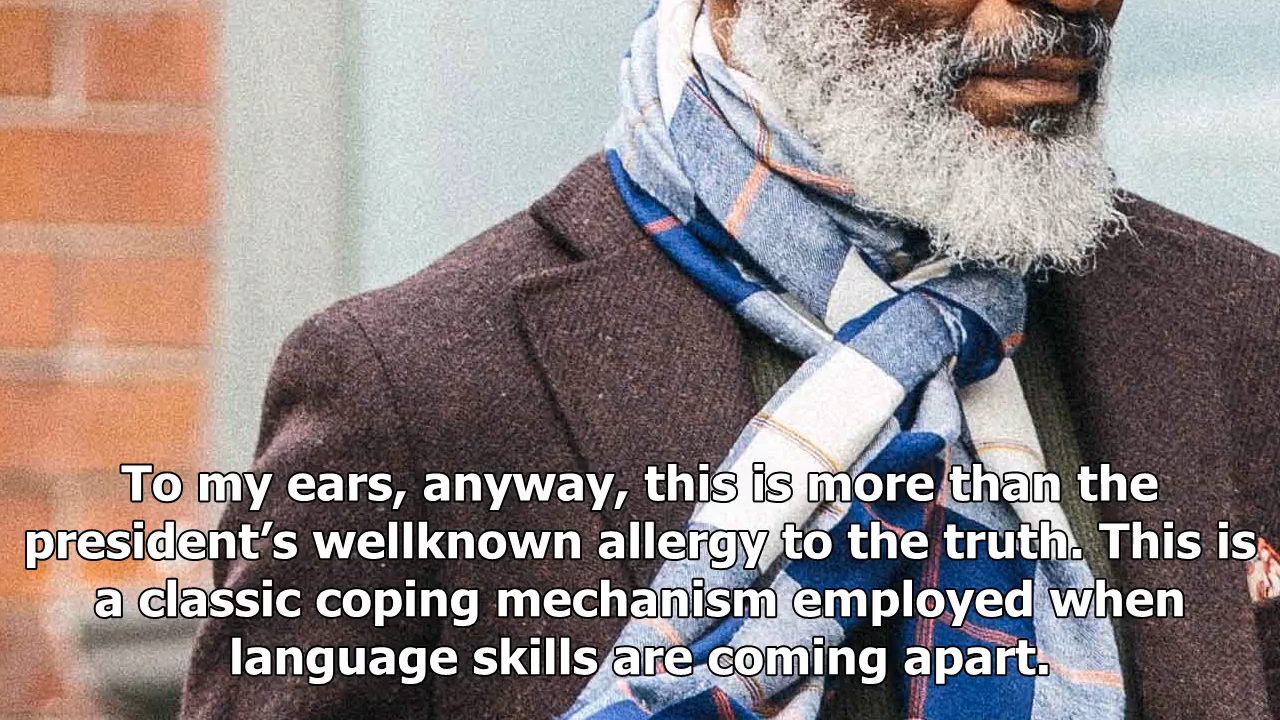 To my ears, anyway, this is more than the
president’s wellknown allergy to the truth. This is
a classic coping mechanism employed when
language skills are coming apart.